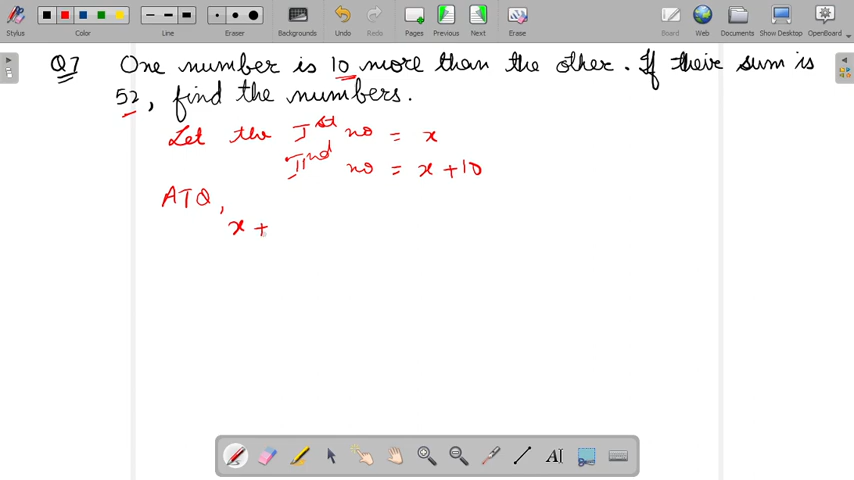 Stylus Color Line Eraser Backgrounds Undo Redo Pages Previous Next Erase Board Web Documents Show Desktop OpenBoard
Q7 One number is 10 more than the other. If their sum is
52, find the numbers.
Let the Ist no = x
IInd no = x + 10
ATQ,
x +